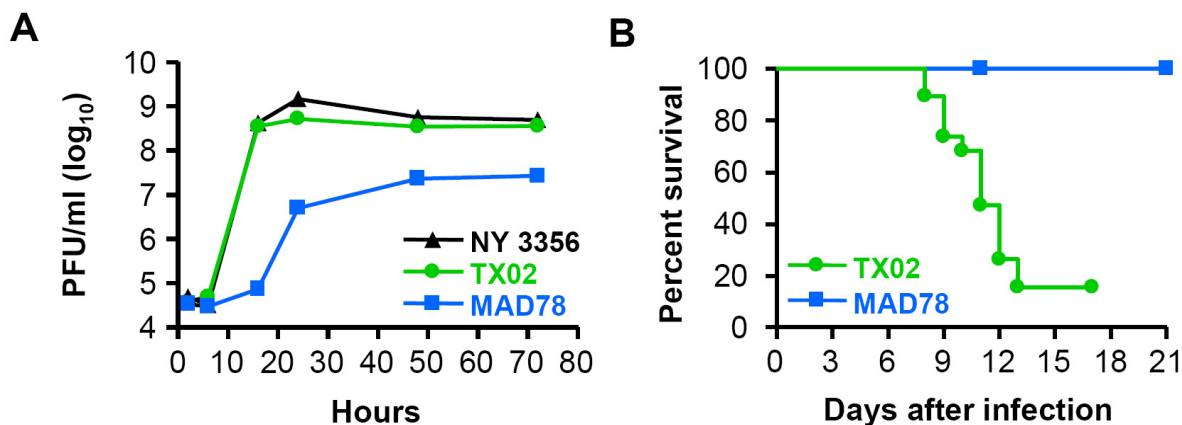 A
PFU/ml (log10)
10
9
8
7
6
5
4
0 10 20 30 40 50 60 70 80
Hours
NY 3356
TX02
MAD78
B
Percent survival
100
80
60
40
20
0
0 3 6 9 12 15 18 21
Days after infection
TX02
MAD78